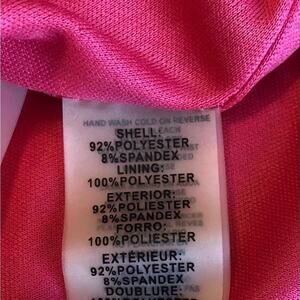 HAND WASH COLD ON REVERSE
SHELL:
92%POLYESTER
8%SPANDEX
LINING:
100%POLYESTER
EXTERIOR:
92%POLIESTER
8%SPANDEX
FORRO:
100%POLIESTER
EXTÉRIEUR:
92%POLYESTER
8%SPANDEX
DOUBLURE: